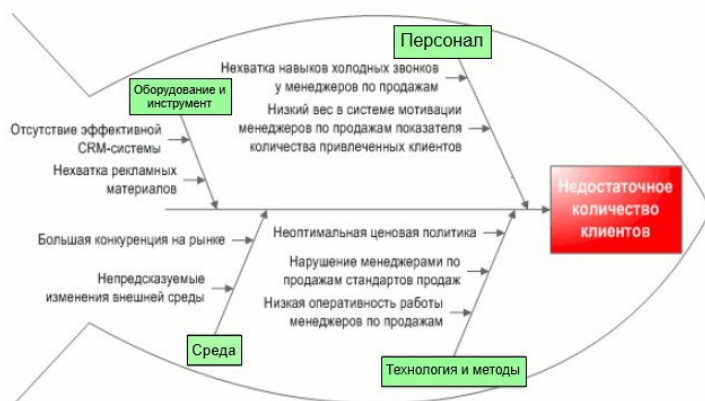 Персонал
Нехватка навыков холодных звонков
у менеджеров по продажам
Низкий вес в системе мотивации
менеджеров по продажам показателя
количества привлеченных клиентов
Оборудование и
инструмент
Отсутствие эффективной
CRM-системы
Нехватка рекламных
материалов
Недостаточное
количество
клиентов
Большая конкуренция на рынке
Непредсказуемые
изменения внешней среды
Среда
Неоптимальная ценовая политика
Нарушение менеджерами по
продажам стандартов продаж
Низкая оперативность работы
менеджеров по продажам
Технология и методы